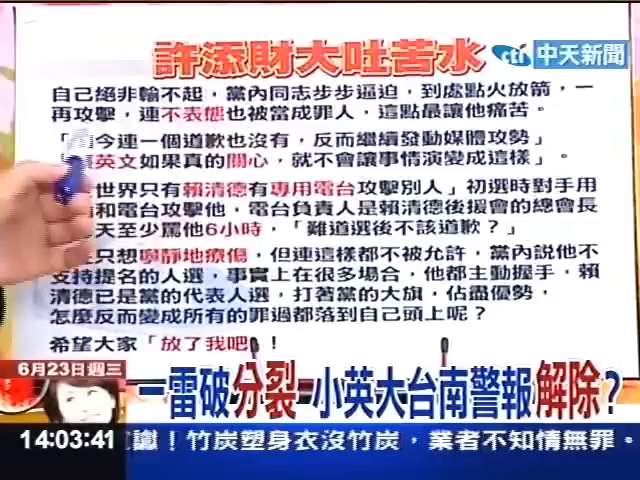 許添財大吐苦水
cti 中天新聞
自己絕非輸不起，黨內同志步步逼迫，到處點火放箭，一
再攻擊，連不表態也被當成罪人，這點最讓他痛苦。
「 今連一個道歉也沒有，反而繼續發動媒體攻勢」
英文如果真的關心，就不會讓事情演變成這樣」。
世界只有賴清德有專用電台攻擊別人」初選時對手用
和電台攻擊他，電台負責人是賴清德後援會的總會長
天至少罵他6小時，「難道選後不該道歉？」
只想寧靜地療傷，但連這樣都不被允許，黨內說他不
支持提名的人選，事實上在很多場合，他都主動握手，賴
清德已是黨的代表人選，打著黨的大旗，佔盡優勢，
怎麼反而變成所有的罪過都落到自己頭上呢？
希望大家「放了我吧 ！
6月23日週三
一雷破分裂 小英大台南警報解除？
14:03:41 識！竹炭塑身衣沒竹炭，業者不知情無罪。